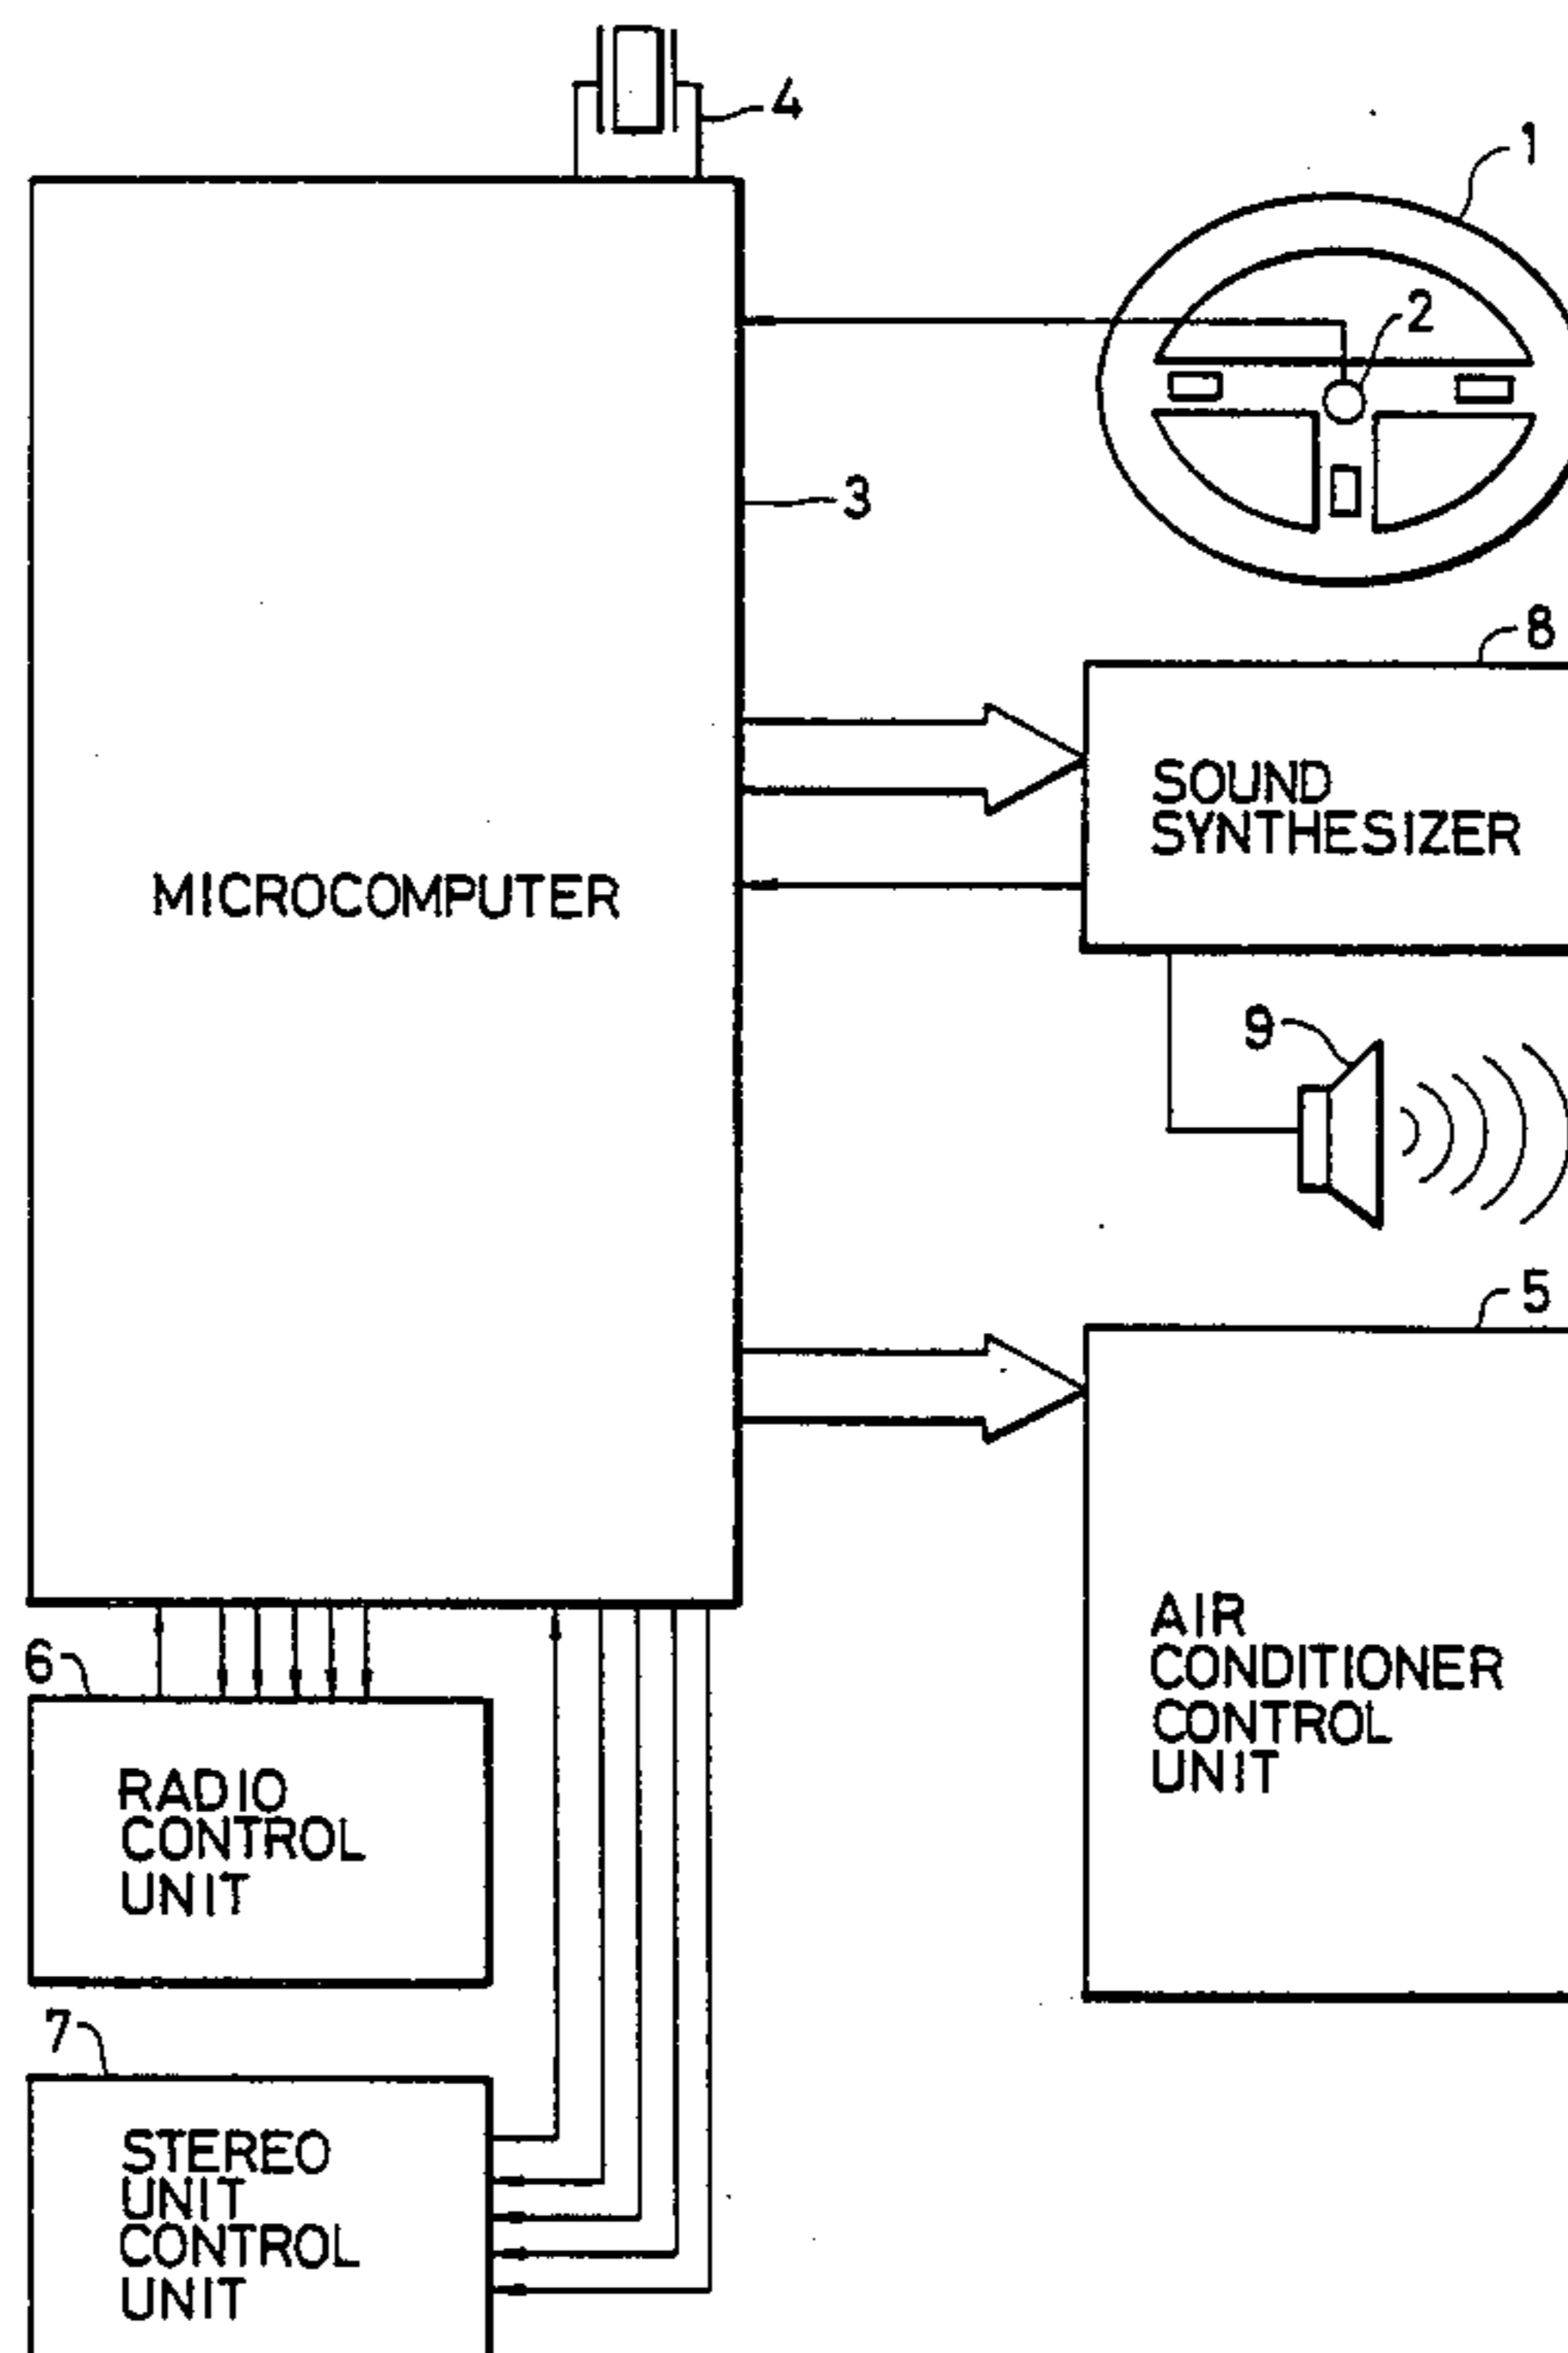 4
1
2
3
8
SOUND
SYNTHESIZER
MICROCOMPUTER
9
5
AIR
CONDITIONER
CONTROL
UNIT
6
RADIO
CONTROL
UNIT
7
STEREO
UNIT
CONTROL
UNIT